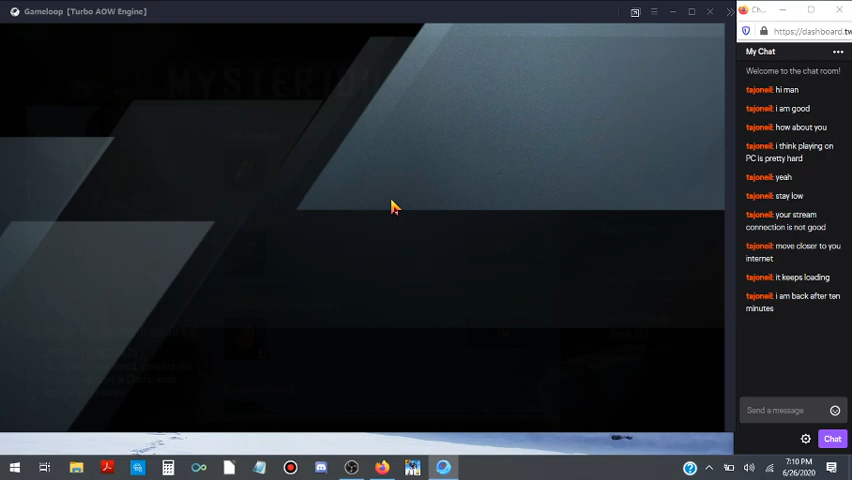 Gameloop [Turbo AOW Engine]
Ch...
https://dashboard.tw
My Chat
Welcome to the chat room!
tajoneil: hi man
tajoneil: i am good
tajoneil: how about you
tajoneil: i think playing on
PC is pretty hard
tajoneil: yeah
tajoneil: stay low
tajoneil: your stream
connection is not good
tajoneil: move closer to you
internet
tajoneil: it keeps loading
tajoneil: i am back after ten
minutes
Send a message
Chat
7:10 PM
6/26/2020